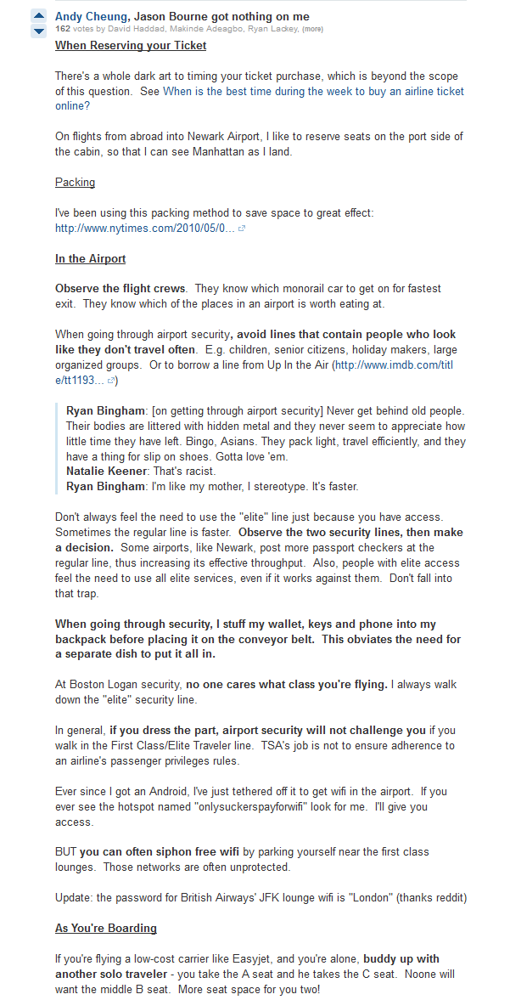 Andy Cheung, Jason Bourne got nothing on me
162 votes by David Haddad, Makinde Adeagbo, Ryan Lackey, (more)
When Reserving your Ticket
There's a whole dark art to timing your ticket purchase, which is beyond the scope
of this question.  See When is the best time during the week to buy an airline ticket
online?
On flights from abroad into Newark Airport, I like to reserve seats on the port side of
the cabin, so that I can see Manhattan as I land.
Packing
I've been using this packing method to save space to great effect:
http://www.nytimes.com/2010/05/0...
In the Airport
Observe the flight crews.  They know which monorail car to get on for fastest
exit.  They know which of the places in an airport is worth eating at.
When going through airport security, avoid lines that contain people who look
like they don't travel often.  E.g. children, senior citizens, holiday makers, large
organized groups.  Or to borrow a line from Up In the Air (http://www.imdb.com/titl
e/tt1193... )
Ryan Bingham: [on getting through airport security] Never get behind old people.
Their bodies are littered with hidden metal and they never seem to appreciate how
little time they have left. Bingo, Asians. They pack light, travel efficiently, and they
have a thing for slip on shoes. Gotta love 'em.
Natalie Keener: That's racist.
Ryan Bingham: I'm like my mother, I stereotype. It's faster.
Don't always feel the need to use the "elite" line just because you have access.
Sometimes the regular line is faster.  Observe the two security lines, then make
a decision.  Some airports, like Newark, post more passport checkers at the
regular line, thus increasing its effective throughput.  Also, people with elite access
feel the need to use all elite services, even if it works against them.  Don't fall into
that trap.
When going through security, I stuff my wallet, keys and phone into my
backpack before placing it on the conveyor belt.  This obviates the need for
a separate dish to put it all in.
At Boston Logan security, no one cares what class you're flying. I always walk
down the "elite" security line.
In general, if you dress the part, airport security will not challenge you if you
walk in the First Class/Elite Traveler line.  TSA's job is not to ensure adherence to
an airline's passenger privileges rules.
Ever since I got an Android, I've just tethered off it to get wifi in the airport.  If you
ever see the hotspot named "onlysuckerspayforwifi" look for me.  I'll give you
access.
BUT you can often siphon free wifi by parking yourself near the first class
lounges.  Those networks are often unprotected.
Update: the password for British Airways' JFK lounge wifi is "London" (thanks reddit)
As You're Boarding
If you're flying a low-cost carrier like Easyjet, and you're alone, buddy up with
another solo traveler - you take the A seat and he takes the C seat.  Noone will
want the middle B seat.  More seat space for you two!